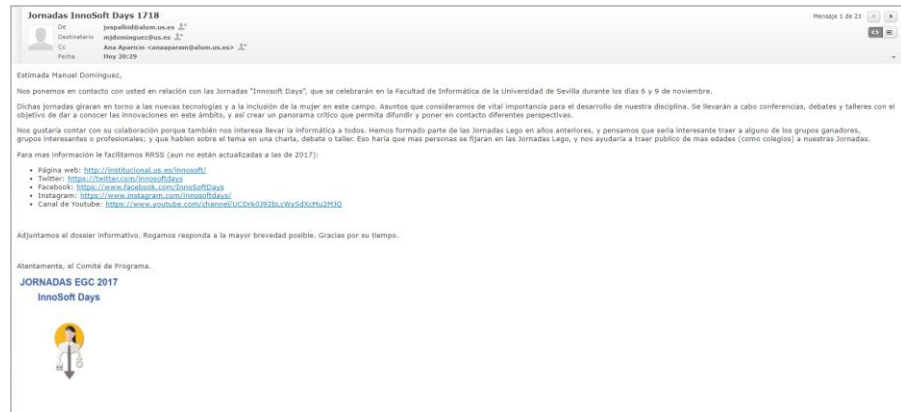 Jornadas InnoSoft Days 1718
Mensaje 1 de 21
De jospalhid@alum.us.es
Destinatario mjdominguez@us.es
Cc Ana Aparicio <anaaparam@alum.us.es>
Fecha Hoy 20:29
Estimada Manuel Domínguez,
Nos ponemos en contacto con usted en relación con las Jornadas "Innosoft Days", que se celebrarán en la Facultad de Informática de la Universidad de Sevilla durante los días 6 y 9 de noviembre.
Dichas jornadas giraran en torno a las nuevas tecnologías y a la inclusión de la mujer en este campo. Asuntos que consideramos de vital importancia para el desarrollo de nuestra disciplina. Se llevarán a cabo conferencias, debates y talleres con el
objetivo de dar a conocer las innovaciones en este ámbito, y así crear un panorama crítico que permita difundir y poner en contacto diferentes perspectivas.
Nos gustaría contar con su colaboración porque también nos interesa llevar la informática a todos. Hemos formado parte de las Jornadas Lego en años anteriores, y pensamos que sería interesante traer a alguno de los grupos ganadores,
grupos interesantes o profesionales; y que hablen sobre el tema en una charla, debate o taller. Eso haría que mas personas se fijaran en las Jornadas Lego, y nos ayudaría a traer publico de mas edades (como colegios) a nuestras Jornadas.
Para mas información le facilitamos RRSS (aun no están actualizadas a las de 2017):
Página web: http://institucional.us.es/innosoft/
Twitter: https://twitter.com/innosoftdays
Facebook: https://www.facebook.com/InnoSoftDays
Instagram: https://www.instagram.com/innosoftdays/
Canal de Youtube:
Adjuntamos el dossier informativo. Rogamos responda a la mayor brevedad posible. Gracias por su tiempo.
Atentamente, el Comité de Programa.
JORNADAS EGC 2017
InnoSoft Days